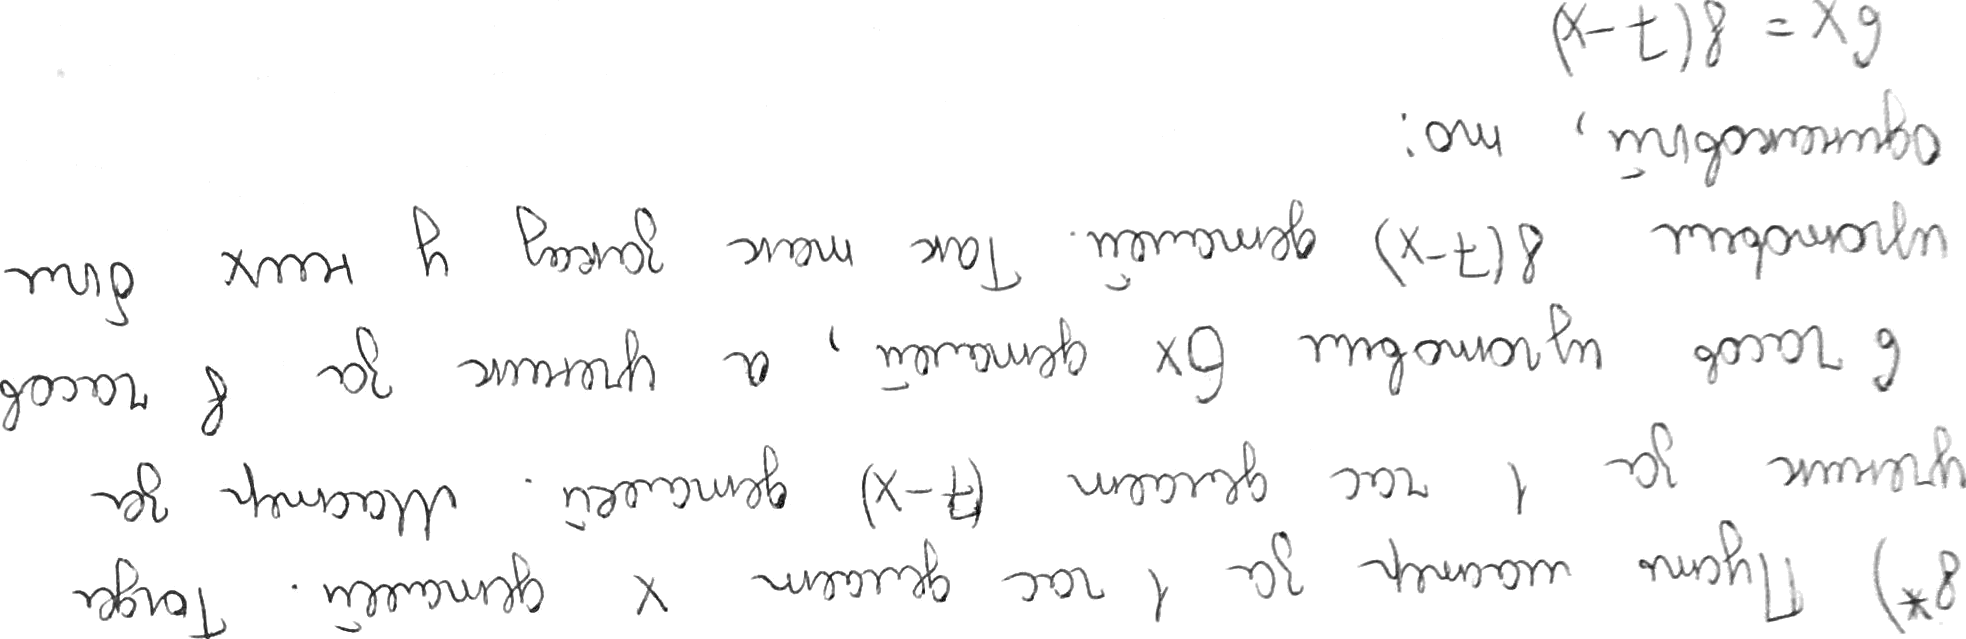 8*) Пусть мастер за 1 час делает x деталей. Тогда
ученик за 1 час делает (7-x) деталей. Мастер за
6 часов изготовил 6x деталей, а ученик за 8 часов
изготовил 8(7-x) деталей. Так как заказ у них был
одинаковый, то:
6x = 8(7-x)